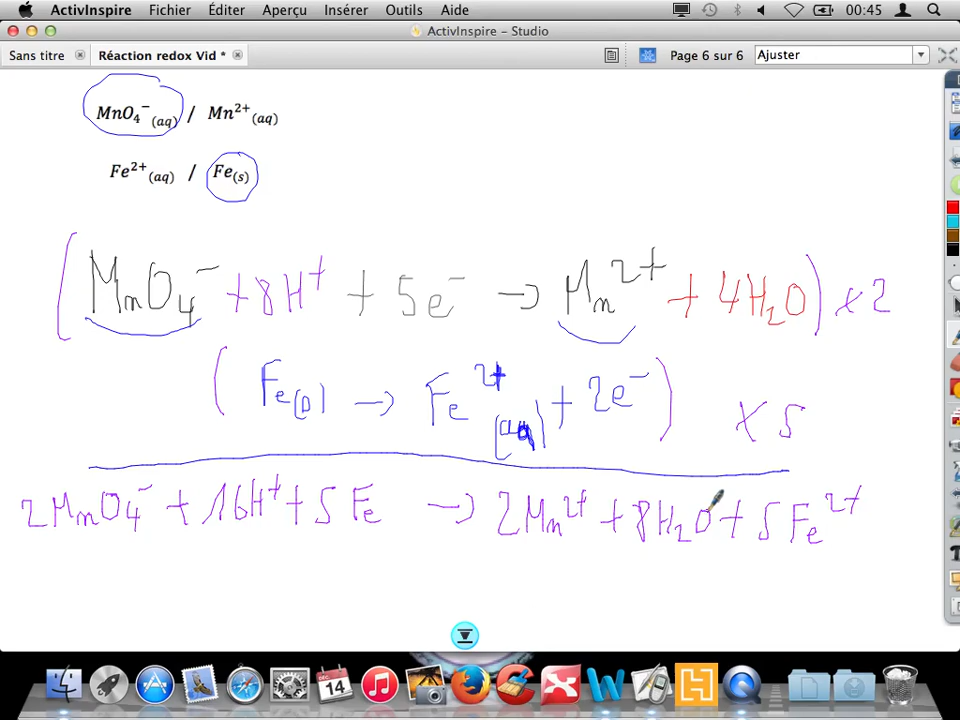 ActivInspire Fichier Éditer Aperçu Insérer Outils Aide 00:45
ActivInspire – Studio
Sans titre Réaction redox Vid * Page 6 sur 6 Ajuster
MnO₄⁻(aq) / Mn²⁺(aq)
Fe²⁺(aq) / Fe(s)
(MnO₄⁻ + 8H⁺ + 5e⁻ → Mn²⁺ + 4H₂O) x 2
(Fe(s) → Fe²⁺(aq) + 2e⁻) x 5
2MnO₄⁻ + 16H⁺ + 5Fe → 2Mn²⁺ + 8H₂O + 5Fe²⁺
DEC. 14